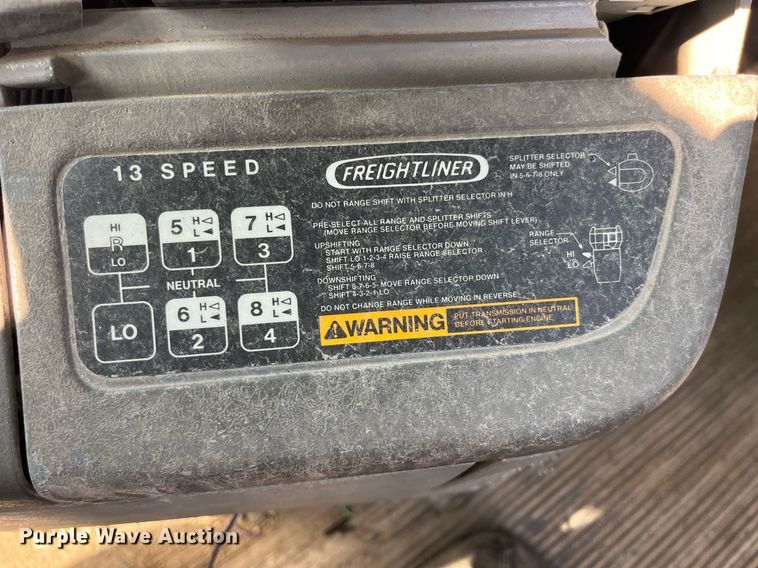 13 SPEED
FREIGHTLINER
SPLITTER SELECTOR
MAY BE SHIFTED
IN 5-6-7-8 ONLY
DO NOT RANGE SHIFT WITH SPLITTER SELECTOR IN H
PRE-SELECT ALL RANGE AND SPLITTER SHIFTS
(MOVE RANGE SELECTOR BEFORE MOVING SHIFT LEVER)
UPSHIFTING
START WITH RANGE SELECTOR DOWN
SHIFT LO 1-2-3-4 RAISE RANGE SELECTOR
SHIFT 5-6-7-8
DOWNSHIFTING
SHIFT 8-7-6-5- MOVE RANGE SELECTOR DOWN
SHIFT 4-3-2-1-LO
DO NOT CHANGE RANGE WHILE MOVING IN REVERSE.
RANGE
SELECTOR
HI
LO
HI
R
LO
5 H L
1
7 H L
3
NEUTRAL
LO
6 H L
2
8 H L
4
WARNING
PUT TRANSMISSION IN NEUTRAL
BEFORE STARTING ENGINE.
Purple Wave Auction